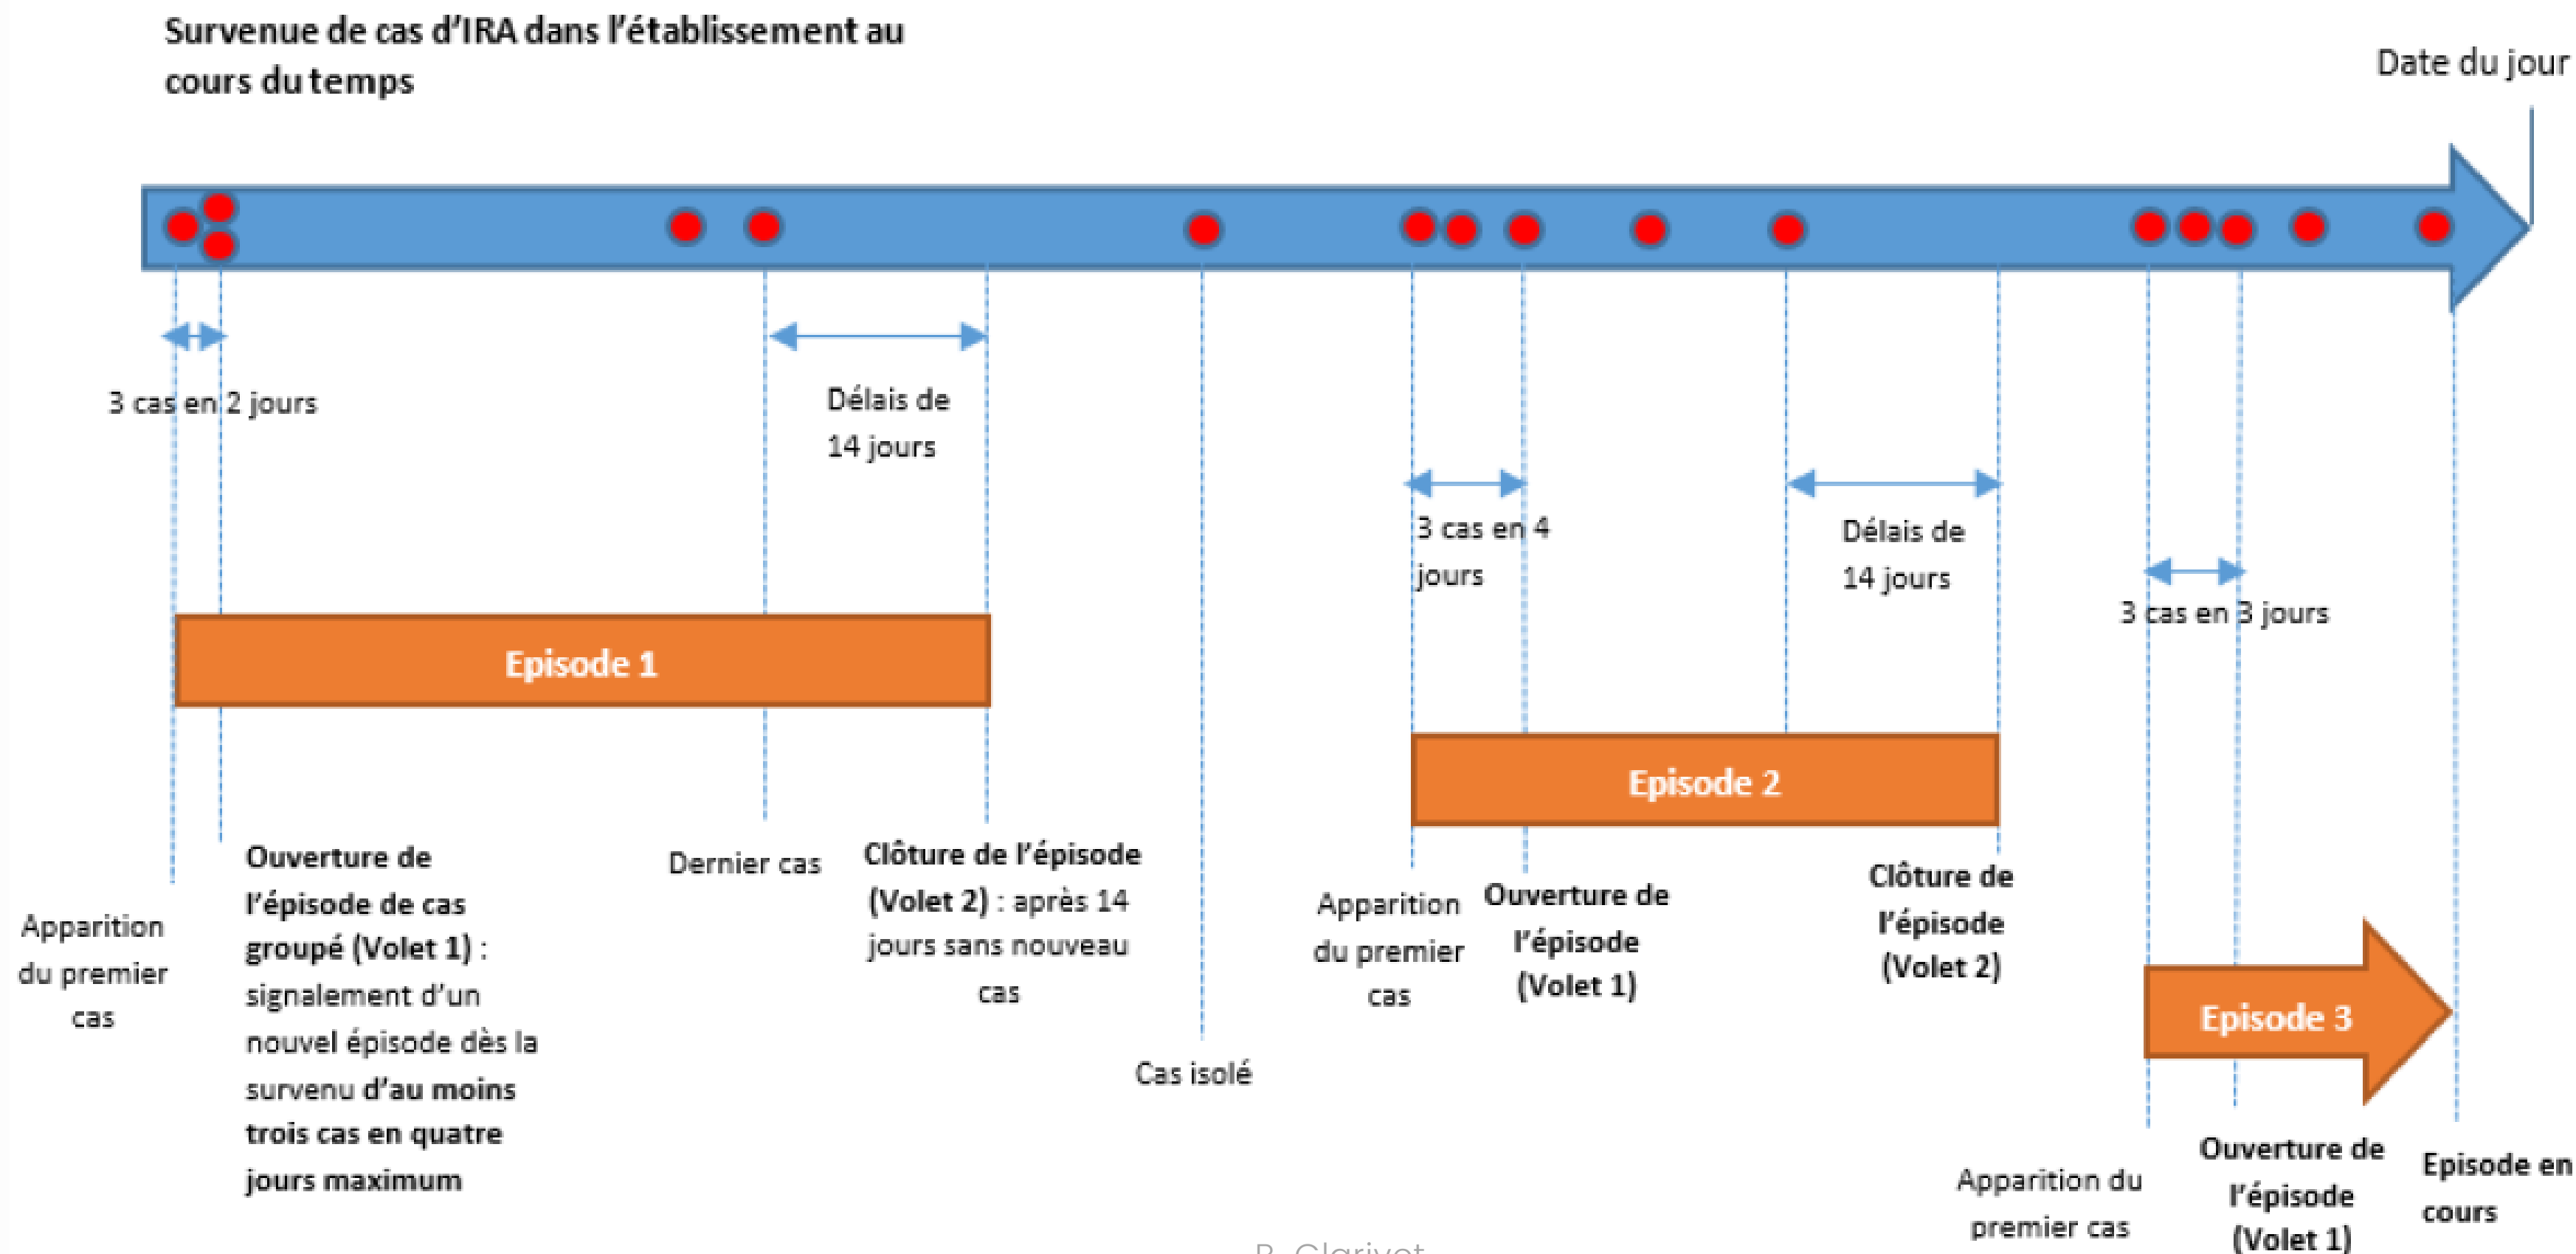 Survenue de cas d'IRA dans l'établissement au
cours du temps
Date du jour
3 cas en 2 jours
Délais de
14 jours
3 cas en 4
jours
Délais de
14 jours
3 cas en 3 jours
Episode 1
Episode 2
Episode 3
Apparition
du premier
cas
Ouverture de
l'épisode de cas
groupé (Volet 1) :
signalement d'un
nouvel épisode dès la
survenu d'au moins
trois cas en quatre
jours maximum
Dernier cas
Clôture de l'épisode
(Volet 2) : après 14
jours sans nouveau
cas
Cas isolé
Apparition
du premier
cas
Ouverture de
l'épisode
(Volet 1)
Clôture de
l'épisode
(Volet 2)
Apparition du
premier cas
Ouverture de
l'épisode
(Volet 1)
Episode en
cours